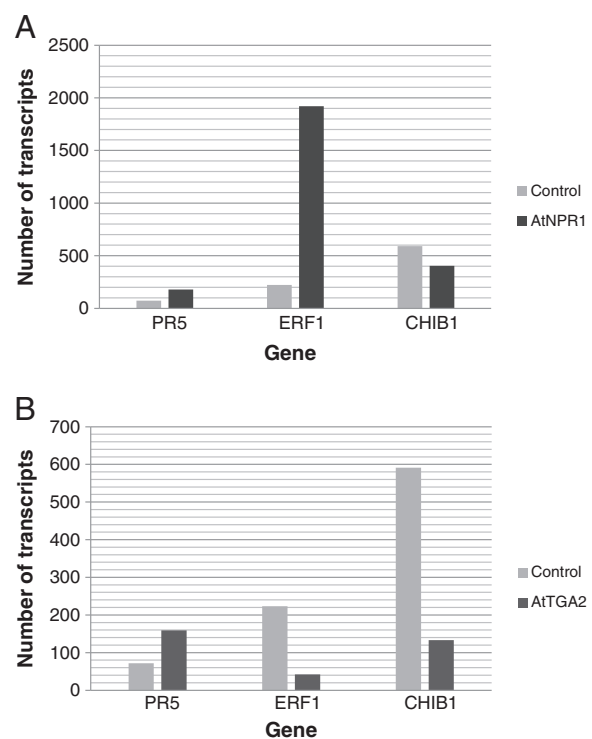 A
Number of transcripts
2500
2000
1500
1000
500
0
PR5 ERF1 CHIB1
Gene
Control
AtNPR1
B
Number of transcripts
700
600
500
400
300
200
100
0
PR5 ERF1 CHIB1
Gene
Control
AtTGA2